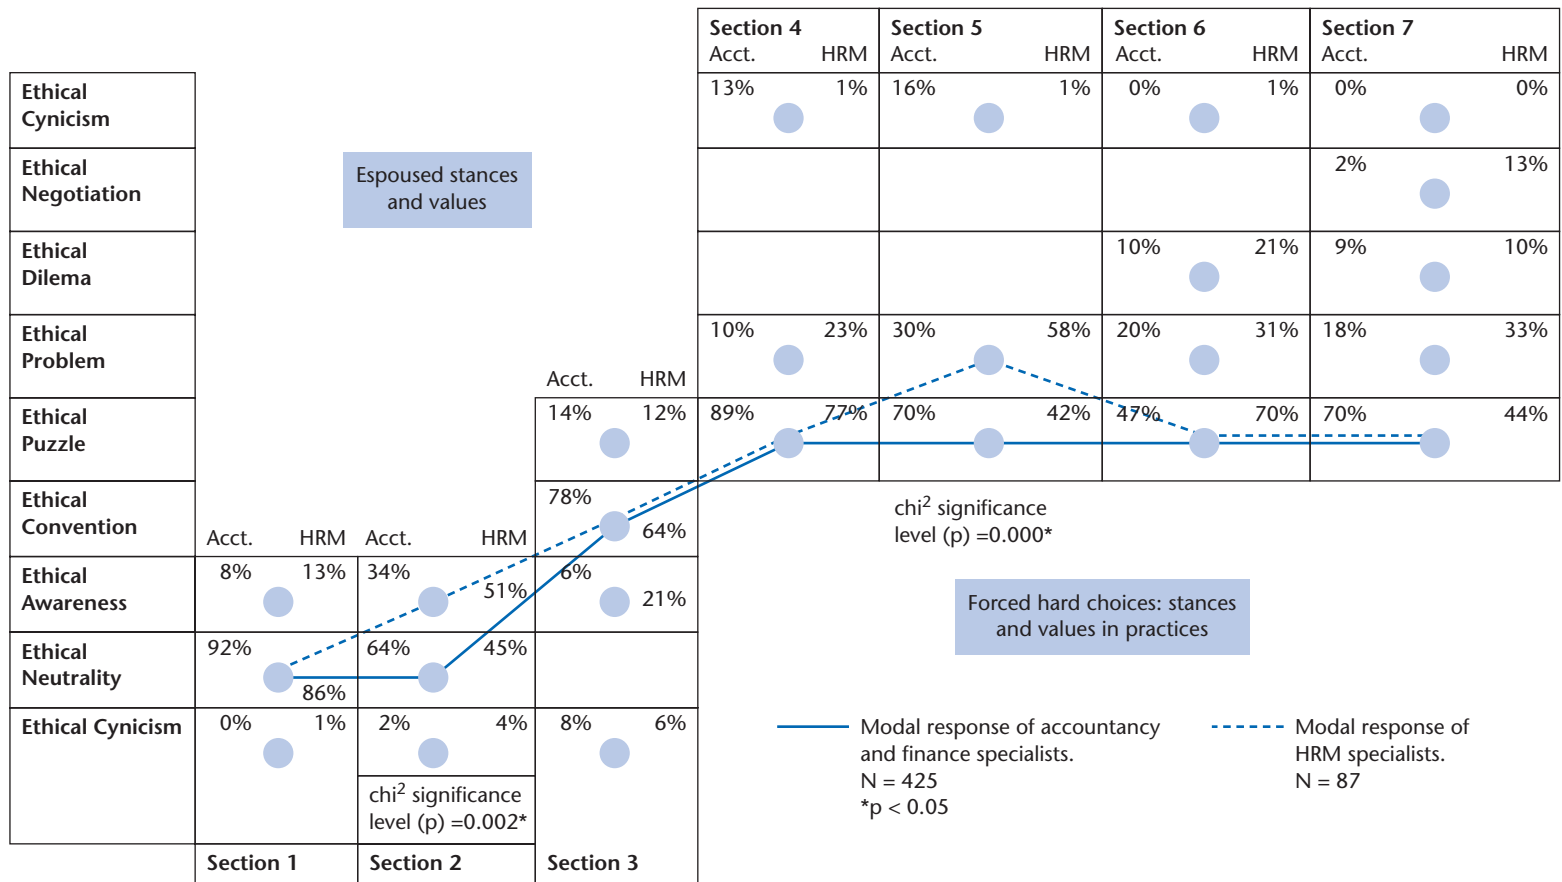 Section 4 Section 5 Section 6 Section 7
Acct. HRM Acct. HRM Acct. HRM Acct. HRM
Ethical
Cynicism
13% 1% 16% 1% 0% 1% 0% 0%
Ethical
Negotiation
2% 13%
Espoused stances
and values
Ethical
Dilema
10% 21% 9% 10%
Ethical
Problem
10% 23% 30% 58% 20% 31% 18% 33%
Acct. HRM
Ethical
Puzzle
14% 12% 89% 77% 70% 42% 47% 70% 70% 44%
Ethical
Convention
78%
64%
chi² significance
level (p) =0.000*
Acct. HRM Acct. HRM
Ethical
Awareness
8% 13% 34%
51%
6%
21%
Forced hard choices: stances
and values in practices
Ethical
Neutrality
92%
86%
64% 45%
Ethical Cynicism
0% 1% 2% 4% 8% 6%
chi² significance
level (p) =0.002*
Section 1 Section 2 Section 3
Modal response of accountancy
and finance specialists.
N = 425
*p < 0.05
Modal response of
HRM specialists.
N = 87